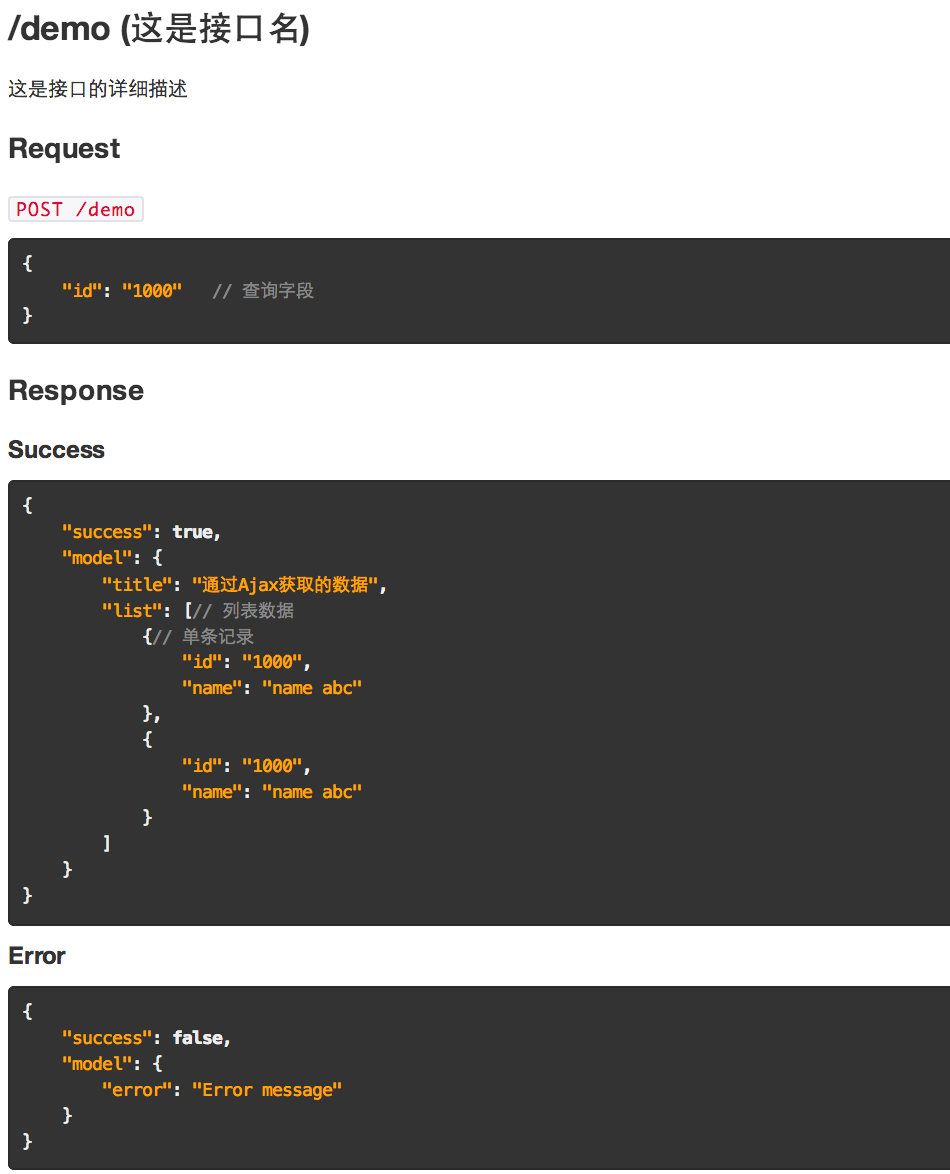 /demo (这是接口名)
这是接口的详细描述
Request
POST /demo
{
    "id": "1000"   // 查询字段
}
Response
Success
{
    "success": true,
    "model": {
        "title": "通过Ajax获取的数据",
        "list": [// 列表数据
            {// 单条记录
                "id": "1000",
                "name": "name abc"
            },
            {
                "id": "1000",
                "name": "name abc"
            }
        ]
    }
}
Error
{
    "success": false,
    "model": {
        "error": "Error message"
    }
}